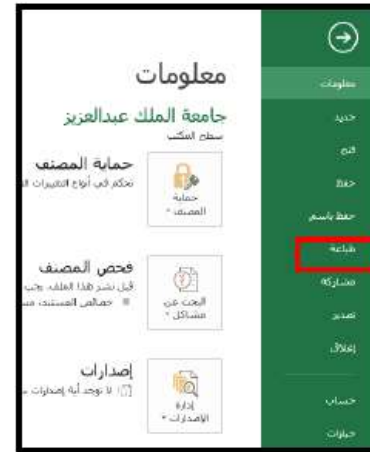 معلومات
جديد
فتح
حفظ
حفظ باسم
طباعة
مشاركة
تصدير
إغلاق
حساب
خيارات
معلومات
جامعة الملك عبدالعزيز
سطح المكتب
حماية المصنف
تحكم في أنواع التغييرات
حماية
المصنف
فحص المصنف
قبل نشر هذا الملف، يجب
خصائص المستند،
البحث عن
مشاكل
إصدارات
لا توجد أية إصدارات
إدارة
الإصدارات